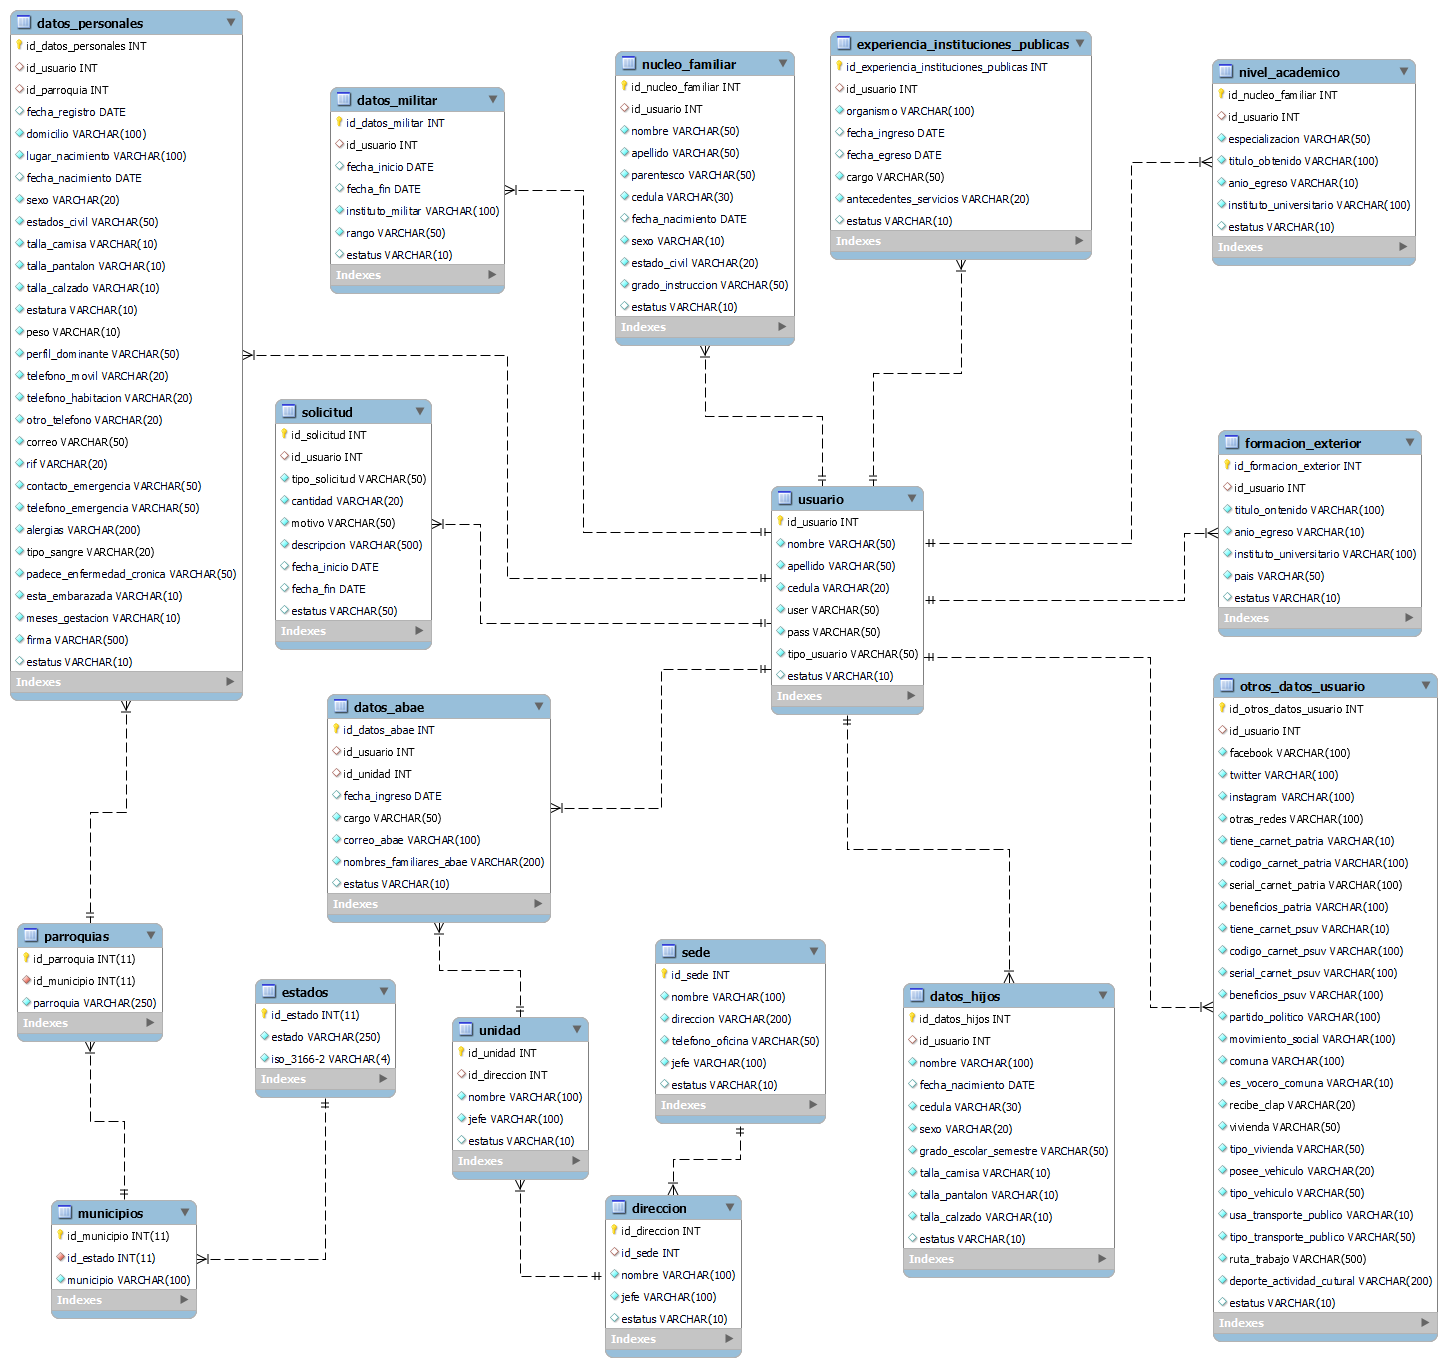 datos_personales
id_datos_personales INT
id_usuario INT
id_parroquia INT
fecha_registro DATE
domicilio VARCHAR(100)
lugar_nacimiento VARCHAR(100)
fecha_nacimiento DATE
sexo VARCHAR(20)
estados_civil VARCHAR(50)
talla_camisa VARCHAR(10)
talla_pantalon VARCHAR(10)
talla_calzado VARCHAR(10)
estatura VARCHAR(10)
peso VARCHAR(10)
perfil_dominante VARCHAR(50)
telefono_movil VARCHAR(20)
telefono_habitacion VARCHAR(20)
otro_telefono VARCHAR(20)
correo VARCHAR(50)
rif VARCHAR(20)
contacto_emergencia VARCHAR(50)
telefono_emergencia VARCHAR(50)
alergias VARCHAR(200)
tipo_sangre VARCHAR(20)
padece_enfermedad_cronica VARCHAR(50)
esta_embarazada VARCHAR(10)
meses_gestacion VARCHAR(10)
firma VARCHAR(500)
estatus VARCHAR(10)
Indexes
datos_militar
id_datos_militar INT
id_usuario INT
fecha_inicio DATE
fecha_fin DATE
instituto_militar VARCHAR(100)
rango VARCHAR(50)
estatus VARCHAR(10)
Indexes
nucleo_familiar
id_nucleo_familiar INT
id_usuario INT
nombre VARCHAR(50)
apellido VARCHAR(50)
parentesco VARCHAR(50)
cedula VARCHAR(30)
fecha_nacimiento DATE
sexo VARCHAR(10)
estado_civil VARCHAR(20)
grado_instruccion VARCHAR(50)
estatus VARCHAR(10)
Indexes
experiencia_instituciones_publicas
id_experiencia_instituciones_publicas INT
id_usuario INT
organismo VARCHAR(100)
fecha_ingreso DATE
fecha_egreso DATE
cargo VARCHAR(50)
antecedentes_servicios VARCHAR(20)
estatus VARCHAR(10)
Indexes
nivel_academico
id_nucleo_familiar INT
id_usuario INT
especializacion VARCHAR(50)
titulo_obtenido VARCHAR(100)
anio_egreso VARCHAR(10)
instituto_universitario VARCHAR(100)
estatus VARCHAR(10)
Indexes
solicitud
id_solicitud INT
id_usuario INT
tipo_solicitud VARCHAR(50)
cantidad VARCHAR(20)
motivo VARCHAR(50)
descripcion VARCHAR(500)
fecha_inicio DATE
fecha_fin DATE
estatus VARCHAR(50)
Indexes
usuario
id_usuario INT
nombre VARCHAR(50)
apellido VARCHAR(50)
cedula VARCHAR(20)
user VARCHAR(50)
pass VARCHAR(50)
tipo_usuario VARCHAR(50)
estatus VARCHAR(10)
Indexes
formacion_exterior
id_formacion_exterior INT
id_usuario INT
titulo_ontenido VARCHAR(100)
anio_egreso VARCHAR(10)
instituto_universitario VARCHAR(100)
pais VARCHAR(50)
estatus VARCHAR(10)
Indexes
datos_abae
id_datos_abae INT
id_usuario INT
id_unidad INT
fecha_ingreso DATE
cargo VARCHAR(50)
correo_abae VARCHAR(100)
nombres_familiares_abae VARCHAR(200)
estatus VARCHAR(10)
Indexes
otros_datos_usuario
id_otros_datos_usuario INT
id_usuario INT
facebook VARCHAR(100)
twitter VARCHAR(100)
instagram VARCHAR(100)
otras_redes VARCHAR(100)
tiene_carnet_patria VARCHAR(10)
codigo_carnet_patria VARCHAR(100)
serial_carnet_patria VARCHAR(100)
beneficios_patria VARCHAR(100)
tiene_carnet_psuv VARCHAR(10)
codigo_carnet_psuv VARCHAR(100)
serial_carnet_psuv VARCHAR(100)
beneficios_psuv VARCHAR(100)
partido_politico VARCHAR(100)
movimiento_social VARCHAR(100)
comuna VARCHAR(100)
es_vocero_comuna VARCHAR(10)
recibe_clap VARCHAR(20)
vivienda VARCHAR(50)
tipo_vivienda VARCHAR(50)
posee_vehiculo VARCHAR(20)
tipo_vehiculo VARCHAR(50)
usa_transporte_publico VARCHAR(10)
tipo_transporte_publico VARCHAR(50)
ruta_trabajo VARCHAR(500)
deporte_actividad_cutural VARCHAR(200)
estatus VARCHAR(10)
Indexes
parroquias
id_parroquia INT(11)
id_municipio INT(11)
parroquia VARCHAR(250)
Indexes
estados
id_estado INT(11)
estado VARCHAR(250)
iso_3166-2 VARCHAR(4)
Indexes
unidad
id_unidad INT
id_direccion INT
nombre VARCHAR(100)
jefe VARCHAR(100)
estatus VARCHAR(10)
Indexes
sede
id_sede INT
nombre VARCHAR(100)
direccion VARCHAR(200)
telefono_oficina VARCHAR(50)
jefe VARCHAR(100)
estatus VARCHAR(10)
Indexes
datos_hijos
id_datos_hijos INT
id_usuario INT
nombre VARCHAR(100)
fecha_nacimiento DATE
cedula VARCHAR(30)
sexo VARCHAR(20)
grado_escolar_semestre VARCHAR(50)
talla_camisa VARCHAR(10)
talla_pantalon VARCHAR(10)
talla_calzado VARCHAR(10)
estatus VARCHAR(10)
Indexes
municipios
id_municipio INT(11)
id_estado INT(11)
municipio VARCHAR(100)
Indexes
direccion
id_direccion INT
id_sede INT
nombre VARCHAR(100)
jefe VARCHAR(100)
estatus VARCHAR(10)
Indexes